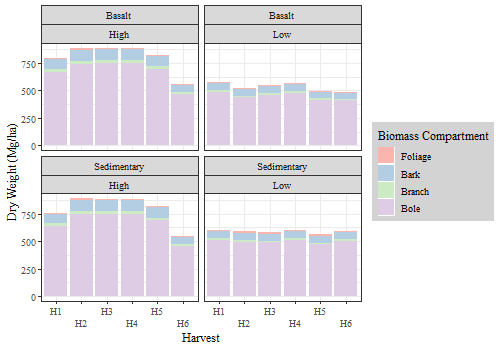 Basalt
Basalt
High
Low
750
500
250
0
Sedimentary
Sedimentary
High
Low
750
500
250
0
H1
H2
H3
H4
H5
H6
H1
H2
H3
H4
H5
H6
Harvest
Dry Weight (Mg/ha)
Biomass Compartment
Foliage
Bark
Branch
Bole